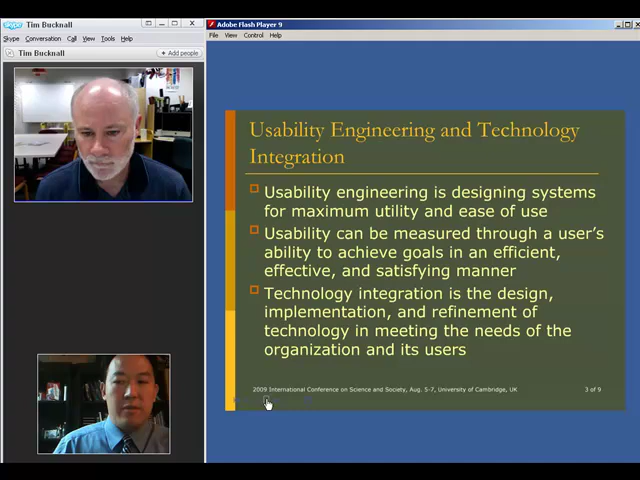 Tim Bucknall
Skype Conversation Call View Tools Help
Tim Bucknall
Add people
Adobe Flash Player 9
File View Control Help
Usability Engineering and Technology
Integration
Usability engineering is designing systems
for maximum utility and ease of use
Usability can be measured through a user's
ability to achieve goals in an efficient,
effective, and satisfying manner
Technology integration is the design,
implementation, and refinement of
technology in meeting the needs of the
organization and its users
2009 International Conference on Science and Society, Aug. 5-7, University of Cambridge, UK
3 of 9